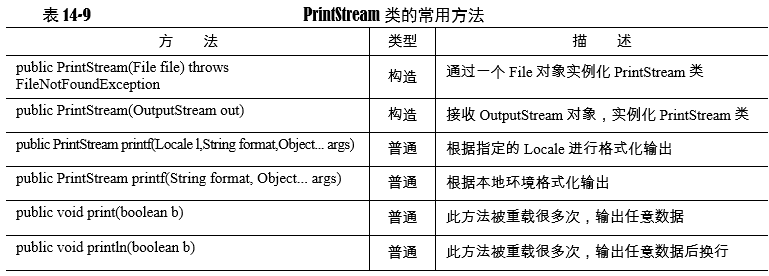 表 14-9 PrintStream 类的常用方法
方 法 类型 描 述
public PrintStream(File file) throws
FileNotFoundException
构造 通过一个 File 对象实例化 PrintStream 类
public PrintStream(OutputStream out) 构造 接收 OutputStream 对象，实例化 PrintStream 类
public PrintStream printf(Locale l,String format,Object... args) 普通 根据指定的 Locale 进行格式化输出
public PrintStream printf(String format, Object... args) 普通 根据本地环境格式化输出
public void print(boolean b) 普通 此方法被重载很多次，输出任意数据
public void println(boolean b) 普通 此方法被重载很多次，输出任意数据后换行